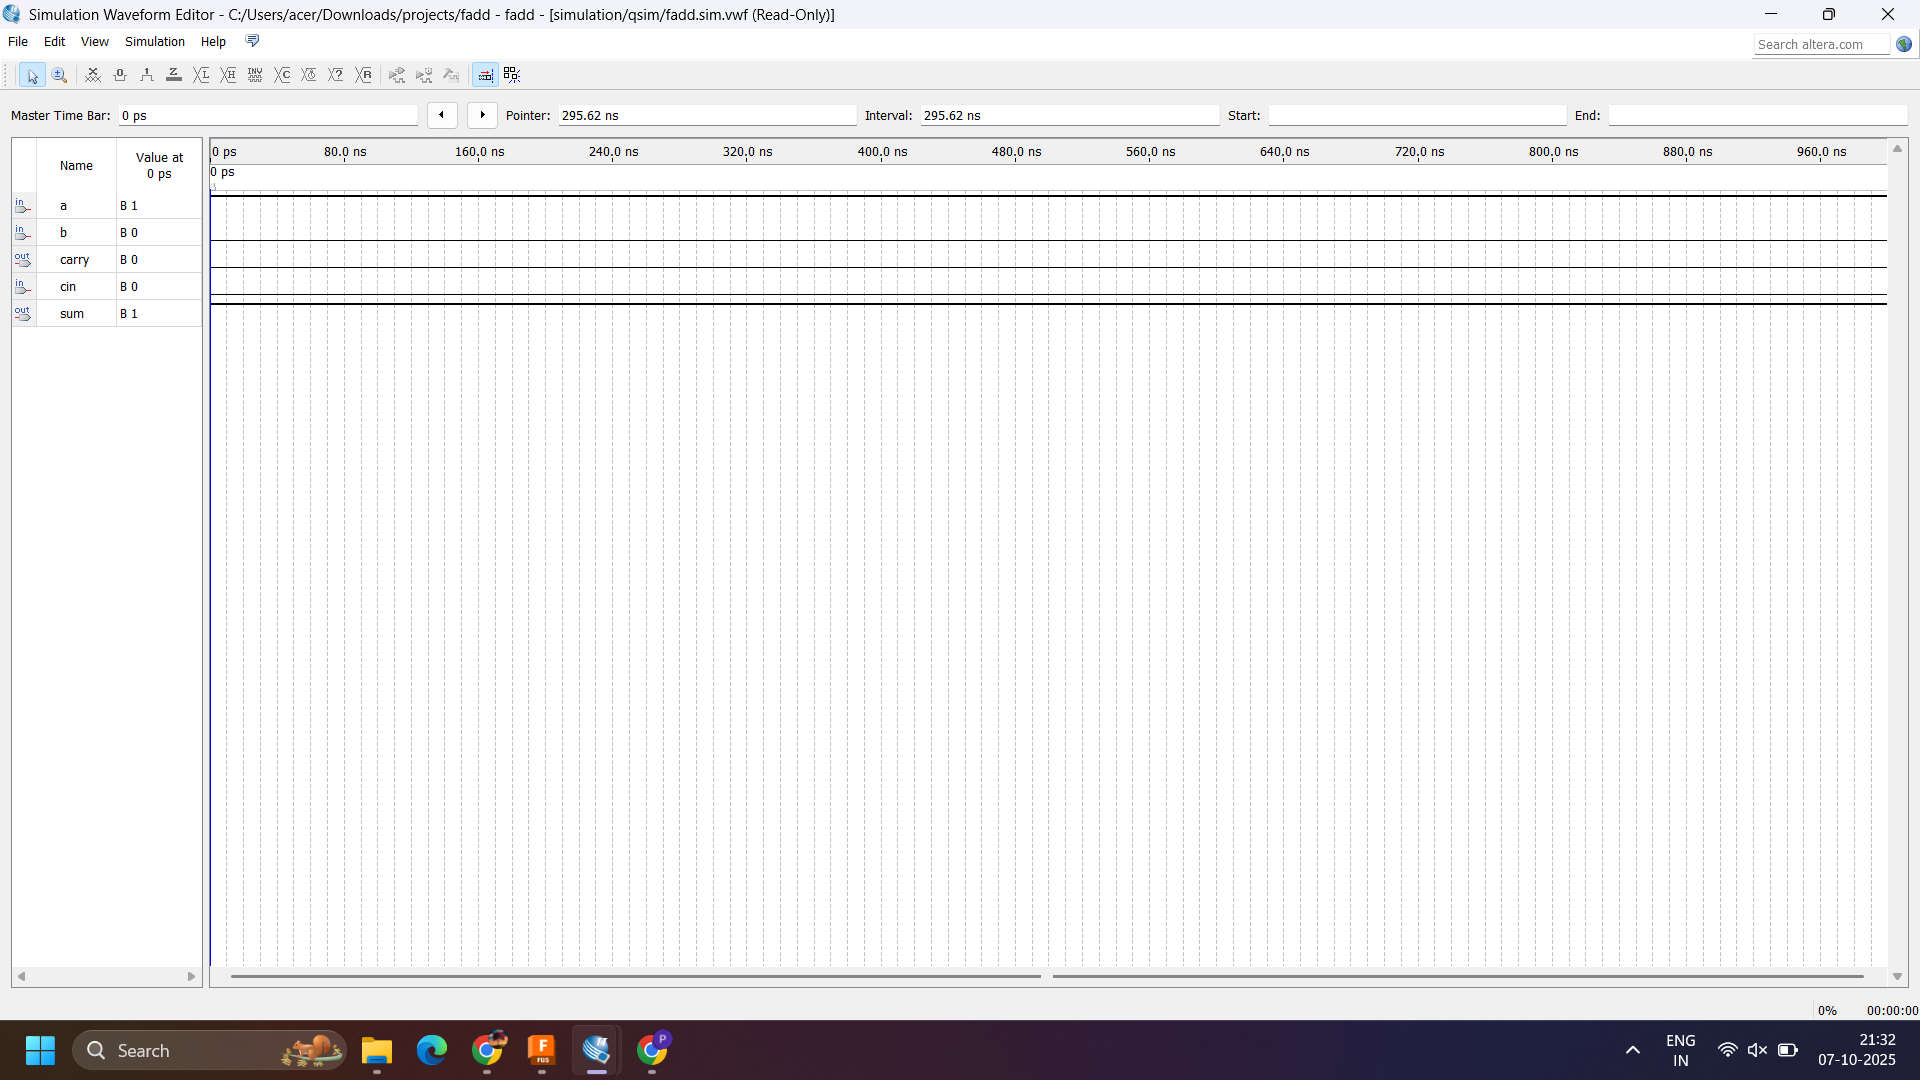 Simulation Waveform Editor - C:/Users/acer/Downloads/projects/fadd - fadd - [simulation/qsim/fadd.sim.vwf (Read-Only)]
File Edit View Simulation Help
Search altera.com
Master Time Bar: 0 ps Pointer: 295.62 ns Interval: 295.62 ns Start: End:
Name Value at 0 ps
0 ps 80.0 ns 160.0 ns 240.0 ns 320.0 ns 400.0 ns 480.0 ns 560.0 ns 640.0 ns 720.0 ns 800.0 ns 880.0 ns 960.0 ns
0 ps
in a B 1
in b B 0
out carry B 0
in cin B 0
out sum B 1
0% 00:00:00
Search
F
FUS
P
ENG
IN
21:32
07-10-2025